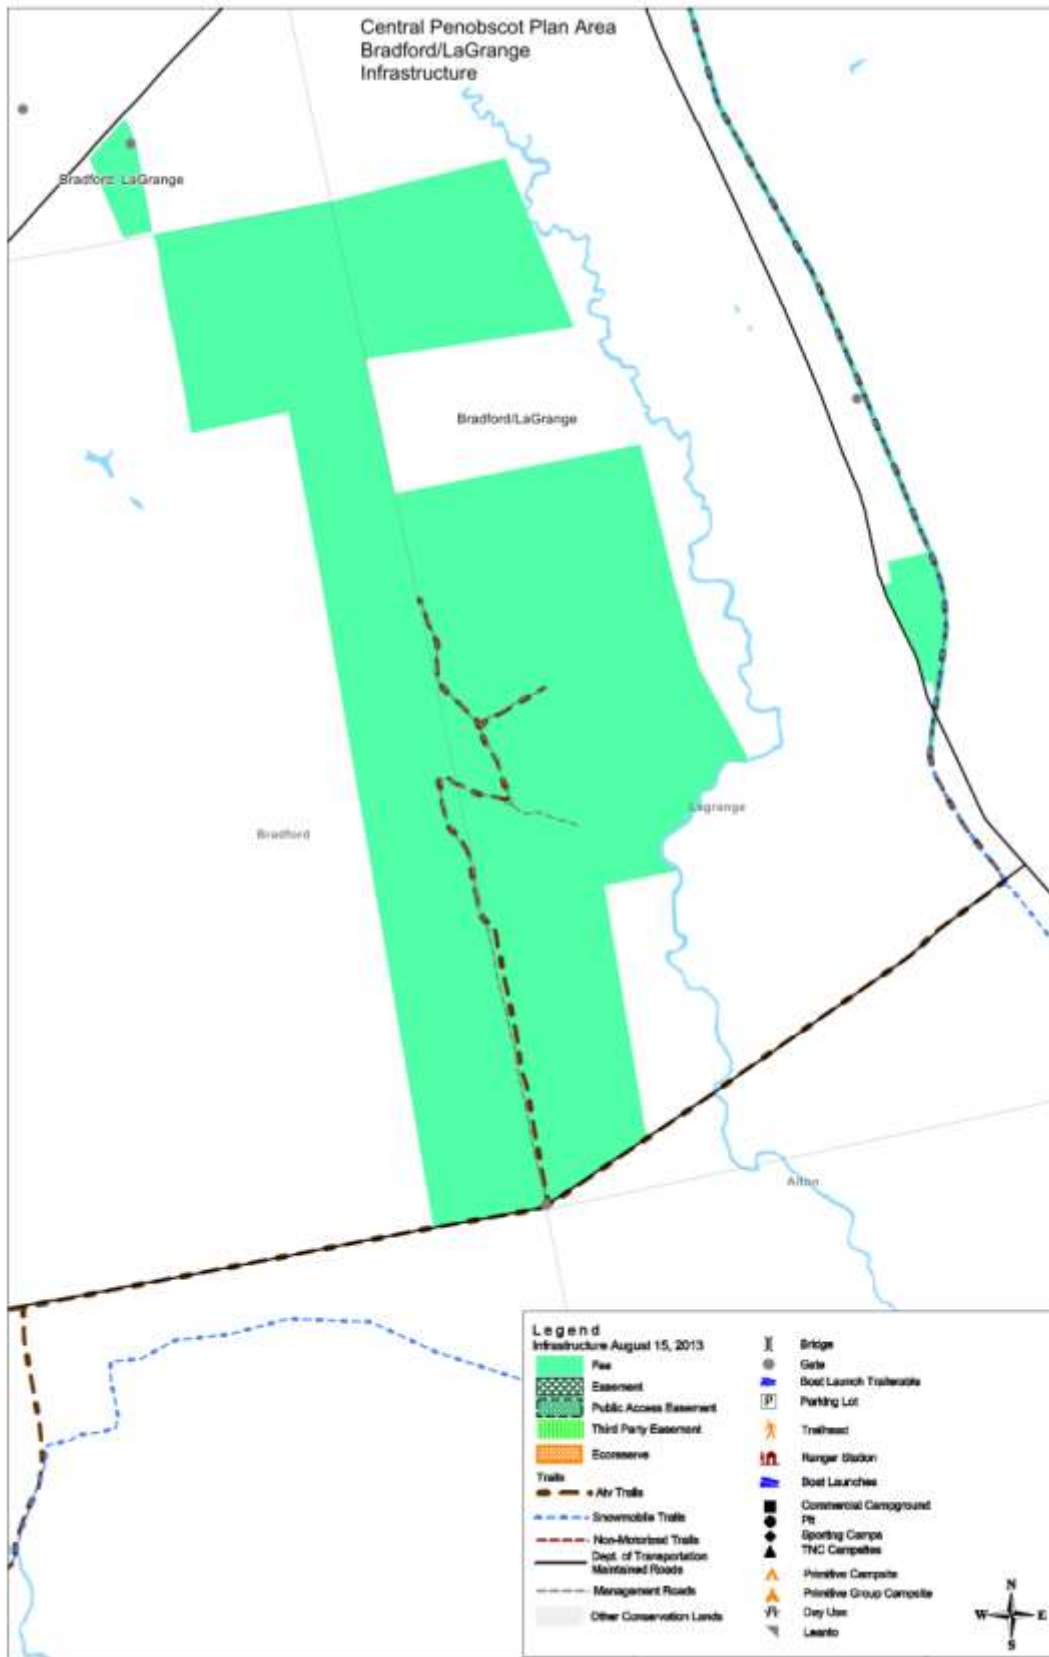 Central Penobscot Plan Area
Bradford/LaGrange
Infrastructure
Bradford/LaGrange
Bradford/LaGrange
Lagrange
Bradford
Alton
Legend
Infrastructure August 15, 2013
Fee
Easement
Public Access Easement
Third Party Easement
Ecoreserve
Trails
Atv Trails
Snowmobile Trails
Non-Motorized Trails
Dept. of Transportation
Maintained Roads
Management Roads
Other Conservation Lands
Bridge
Gate
Boat Launch Trailerable
P Parking Lot
Trailhead
Ranger Station
Boat Launches
Commercial Campground
Pit
Sporting Camps
TNC Campsites
Primitive Campsite
Primitive Group Campsite
Day Use
Leanto
N
W E
S